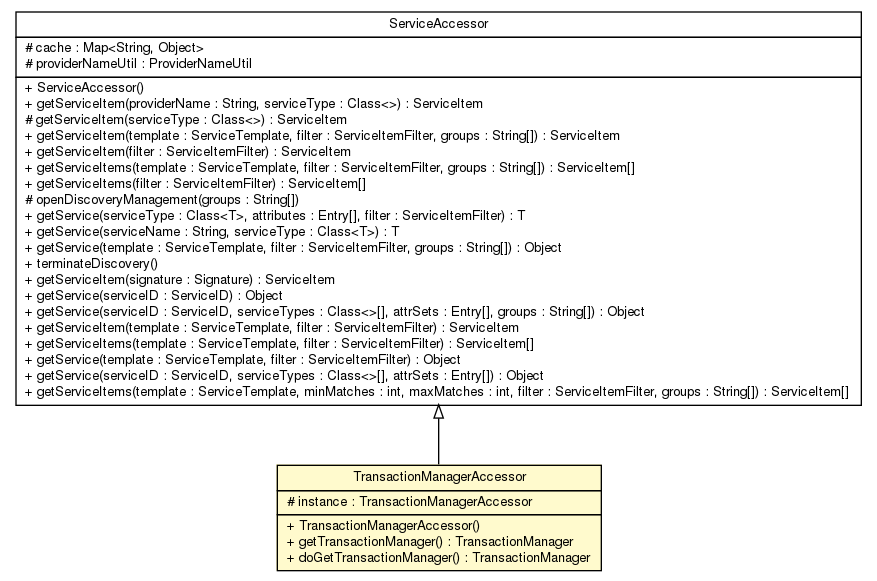 ServiceAccessor
# cache : Map<String, Object>
# providerNameUtil : ProviderNameUtil
+ ServiceAccessor()
+ getServiceItem(providerName : String, serviceType : Class<>) : ServiceItem
# getServiceItem(serviceType : Class<>) : ServiceItem
+ getServiceItem(template : ServiceTemplate, filter : ServiceItemFilter, groups : String[]) : ServiceItem
+ getServiceItem(filter : ServiceItemFilter) : ServiceItem
+ getServiceItems(template : ServiceTemplate, filter : ServiceItemFilter, groups : String[]) : ServiceItem[]
+ getServiceItems(filter : ServiceItemFilter) : ServiceItem[]
# openDiscoveryManagement(groups : String[])
+ getService(serviceType : Class<T>, attributes : Entry[], filter : ServiceItemFilter) : T
+ getService(serviceName : String, serviceType : Class<T>) : T
+ getService(template : ServiceTemplate, filter : ServiceItemFilter, groups : String[]) : Object
+ terminateDiscovery()
+ getServiceItem(signature : Signature) : ServiceItem
+ getService(serviceID : ServiceID) : Object
+ getService(serviceID : ServiceID, serviceTypes : Class<>[], attrSets : Entry[], groups : String[]) : Object
+ getServiceItem(template : ServiceTemplate, filter : ServiceItemFilter) : ServiceItem
+ getServiceItems(template : ServiceTemplate, filter : ServiceItemFilter) : ServiceItem[]
+ getService(template : ServiceTemplate, filter : ServiceItemFilter) : Object
+ getService(serviceID : ServiceID, serviceTypes : Class<>[], attrSets : Entry[]) : Object
+ getServiceItems(template : ServiceTemplate, minMatches : int, maxMatches : int, filter : ServiceItemFilter, groups : String[]) : ServiceItem[]
TransactionManagerAccessor
# instance : TransactionManagerAccessor
+ TransactionManagerAccessor()
+ getTransactionManager() : TransactionManager
+ doGetTransactionManager() : TransactionManager